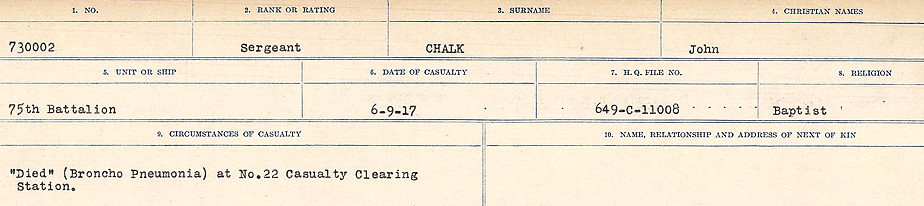 1. NO. 2. RANK OR RATING 3. SURNAME 4. CHRISTIAN NAMES
730002 Sergeant CHALK John
5. UNIT OR SHIP 6. DATE OF CASUALTY 7. H.Q. FILE NO. 8. RELIGION
75th Battalion 6-9-17 649-C-11008 Baptist
9. CIRCUMSTANCES OF CASUALTY 10. NAME, RELATIONSHIP AND ADDRESS OF NEXT OF KIN
"Died" (Broncho Pneumonia) at No.22 Casualty Clearing
Station.